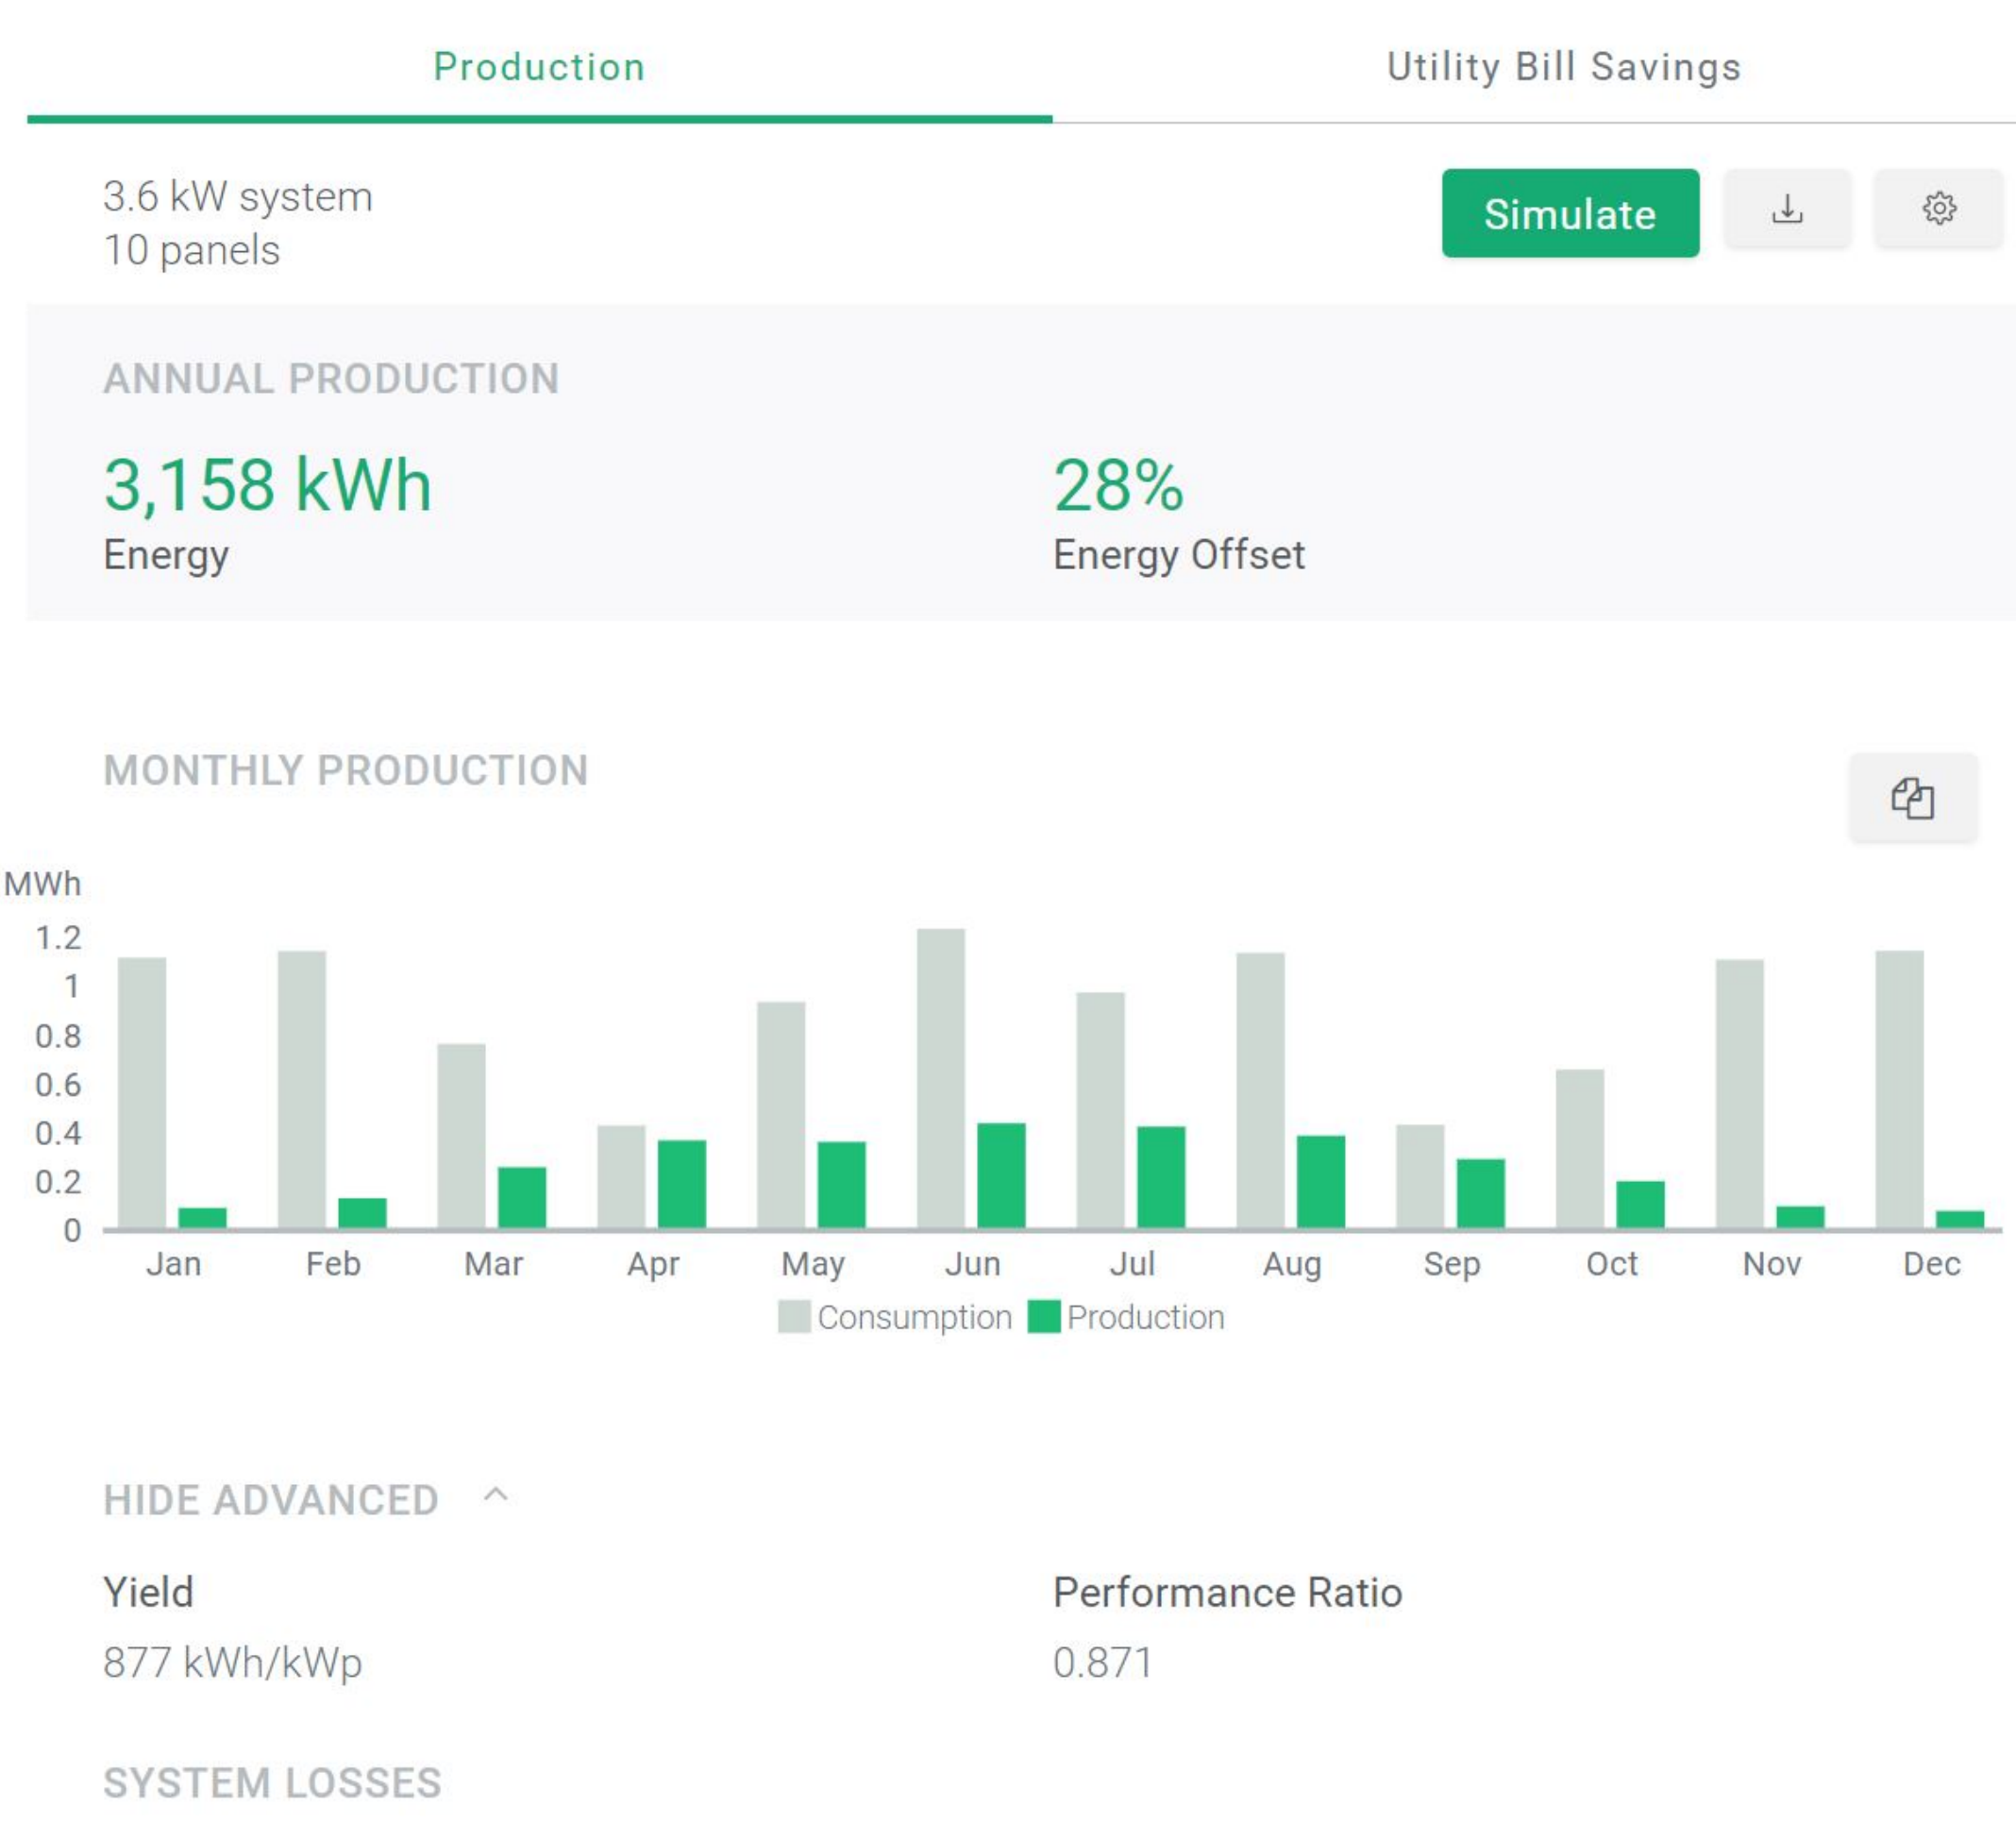 Production
Utility Bill Savings
3.6 kW system
10 panels
Simulate
ANNUAL PRODUCTION
3,158 kWh
Energy
28%
Energy Offset
MONTHLY PRODUCTION
MWh
1.2
1
0.8
0.6
0.4
0.2
0
Jan Feb Mar Apr May Jun Jul Aug Sep Oct Nov Dec
Consumption Production
HIDE ADVANCED
Yield
877 kWh/kWp
Performance Ratio
0.871
SYSTEM LOSSES